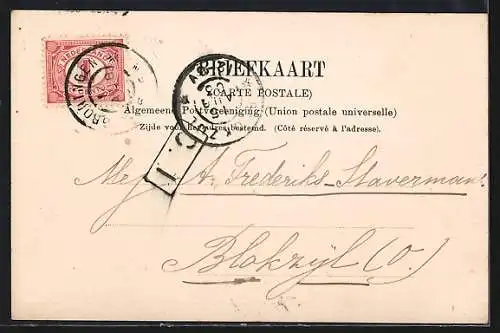 BRIEFKAART
(CARTE POSTALE)
Algemeene Postvereeniging (Union postale universelle)
Zijde voor het adres bestemd. (Côté réservé à l'adresse).
GRONINGEN
Mej A. Frederiks-Staverman
Blokzijl (O.)